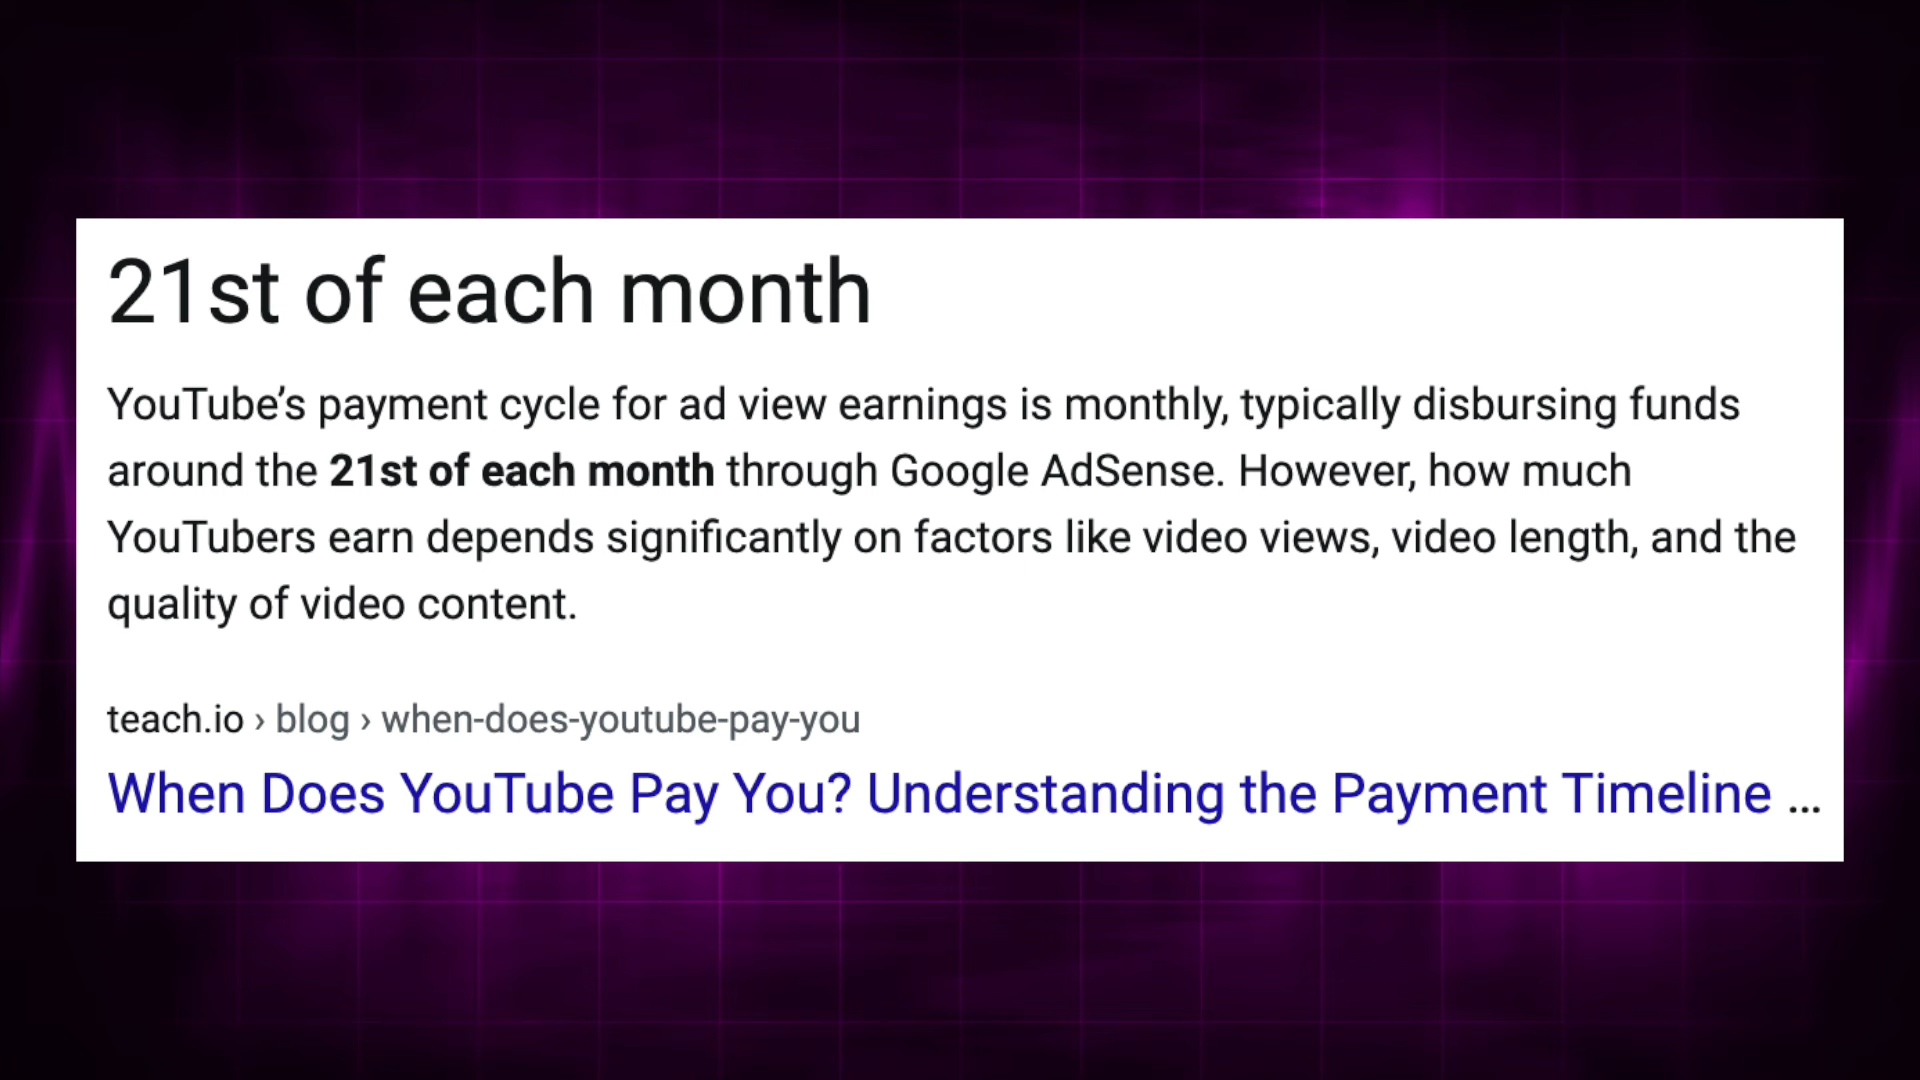 21st of each month
YouTube’s payment cycle for ad view earnings is monthly, typically disbursing funds
around the 21st of each month through Google AdSense. However, how much
YouTubers earn depends significantly on factors like video views, video length, and the
quality of video content.
teach.io › blog › when-does-youtube-pay-you
When Does YouTube Pay You? Understanding the Payment Timeline ...